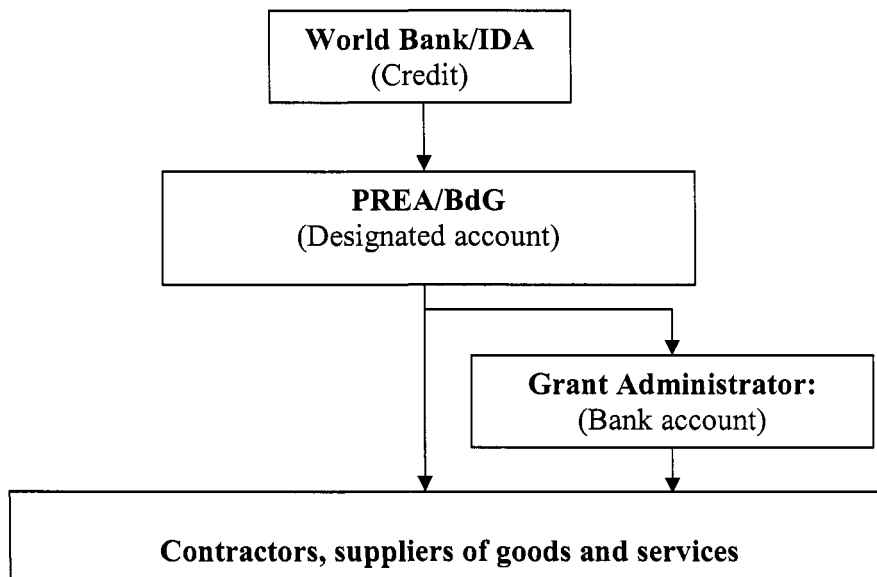 World Bank/IDA
(Credit)
PREA/BdG
(Designated account)
Grant Administrator:
(Bank account)
Contractors, suppliers of goods and services